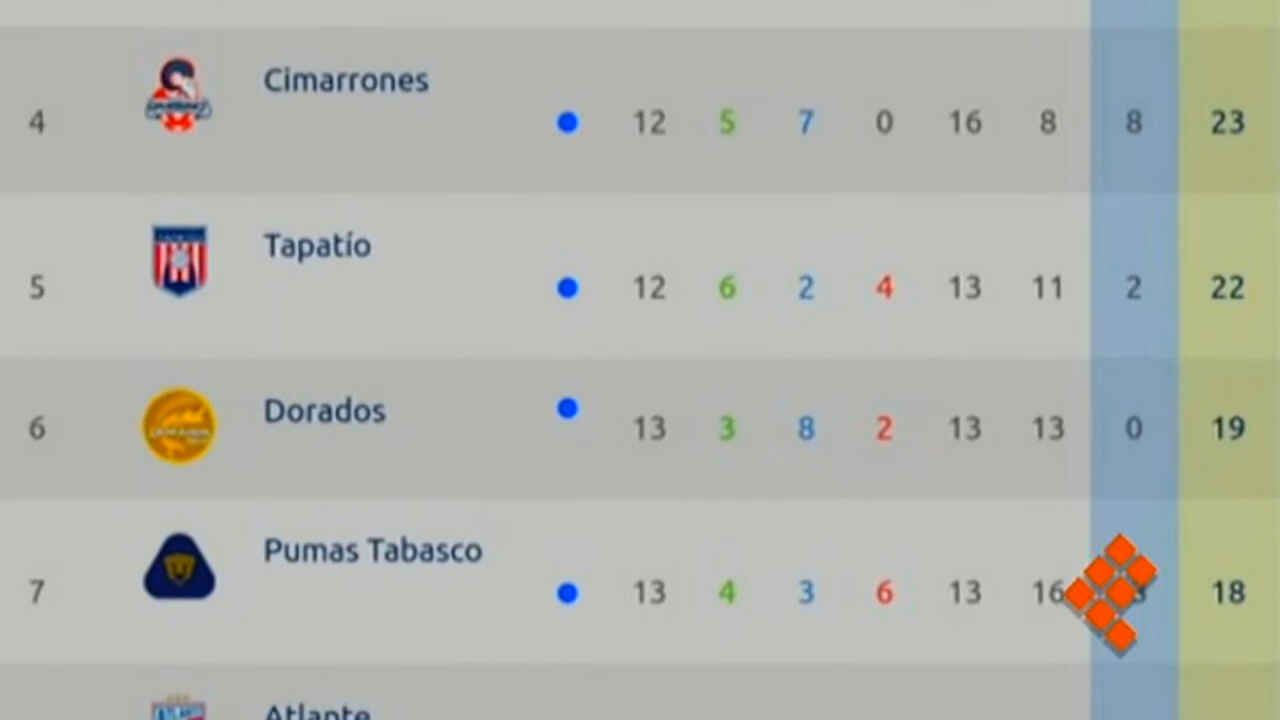 4 Cimarrones 12 5 7 0 16 8 8 23
5 Tapatío 12 6 2 4 13 11 2 22
6 Dorados 13 3 8 2 13 13 0 19
7 Pumas Tabasco 13 4 3 6 13 16 18
Atlante